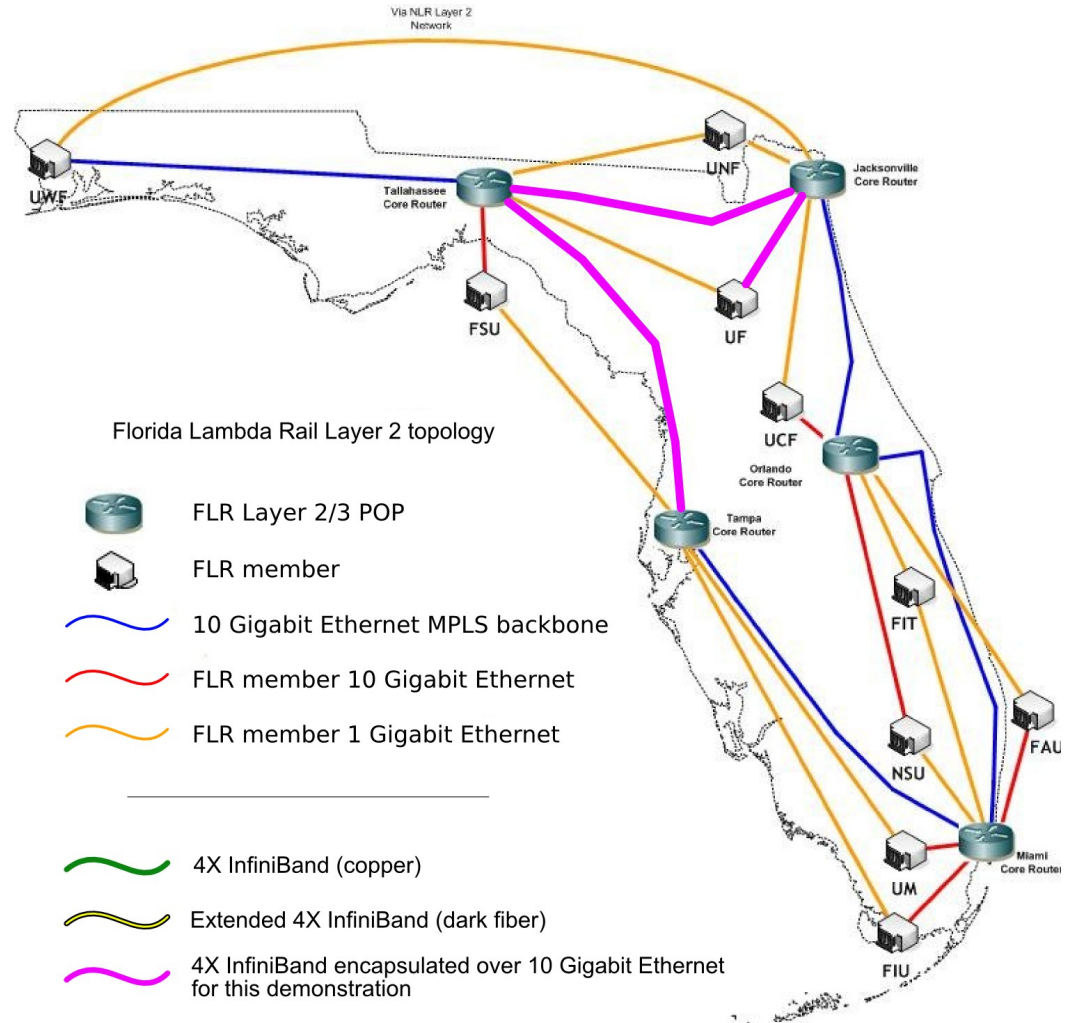 Via NLR Layer 2
Network
UWF
UNF
Jacksonville
Core Router
Tallahassee
Core Router
FSU
UF
UCF
Orlando
Core Router
Florida Lambda Rail Layer 2 topology
FLR Layer 2/3 POP
Tampa
Core Router
FLR member
FIT
10 Gigabit Ethernet MPLS backbone
FLR member 10 Gigabit Ethernet
FLR member 1 Gigabit Ethernet
FAU
NSU
4X InfiniBand (copper)
Miami
Core Router
UM
Extended 4X InfiniBand (dark fiber)
4X InfiniBand encapsulated over 10 Gigabit Ethernet
for this demonstration
FIU